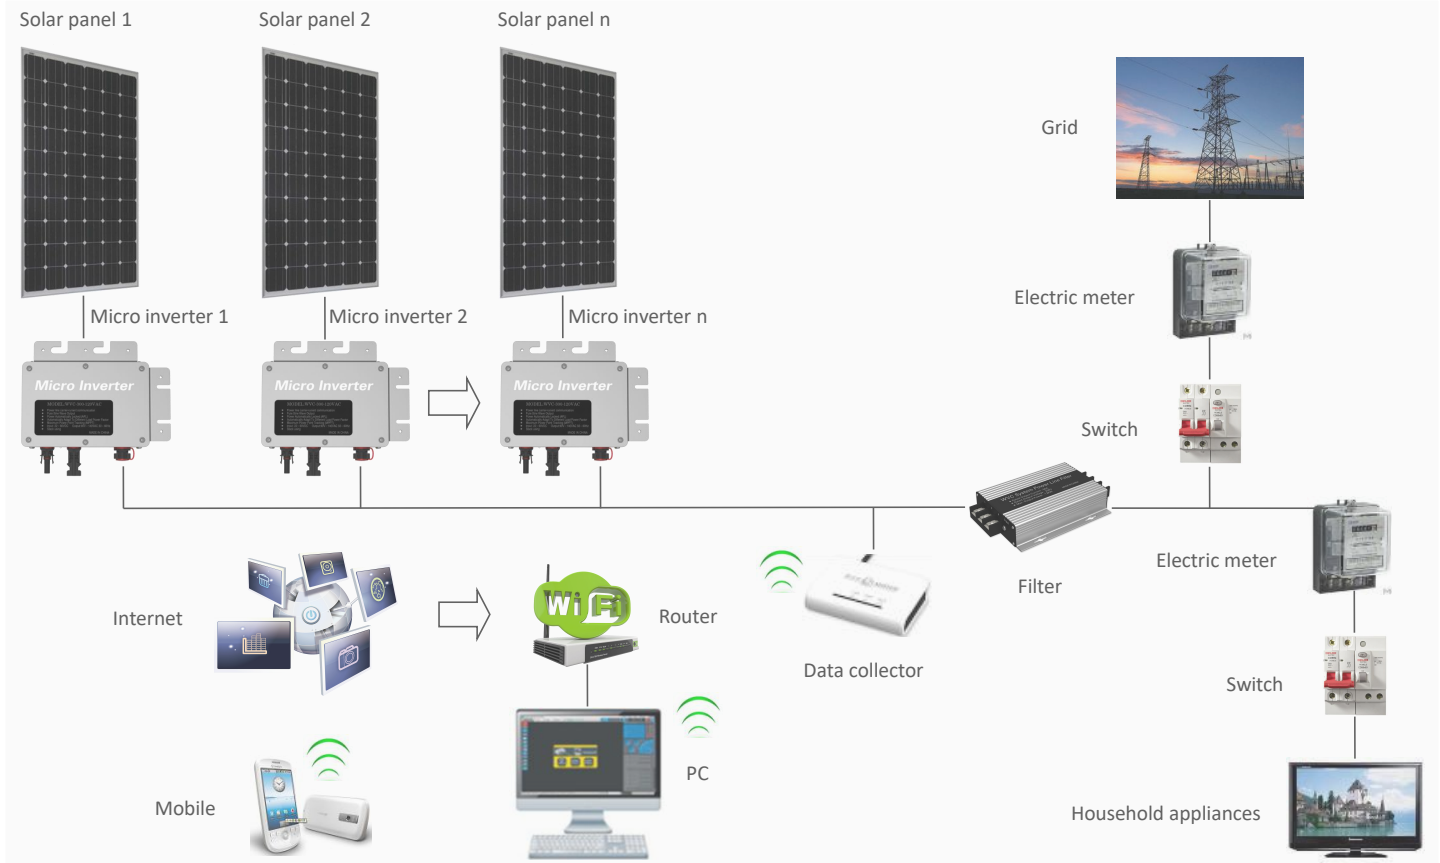 Solar panel 1
Solar panel 2
Solar panel n
Grid
Electric meter
Micro inverter 1
Micro inverter 2
Micro inverter n
Micro Inverter
Micro Inverter
Micro Inverter
Switch
Filter
Electric meter
Internet
WiFi
Router
Data collector
Switch
PC
Mobile
Household appliances